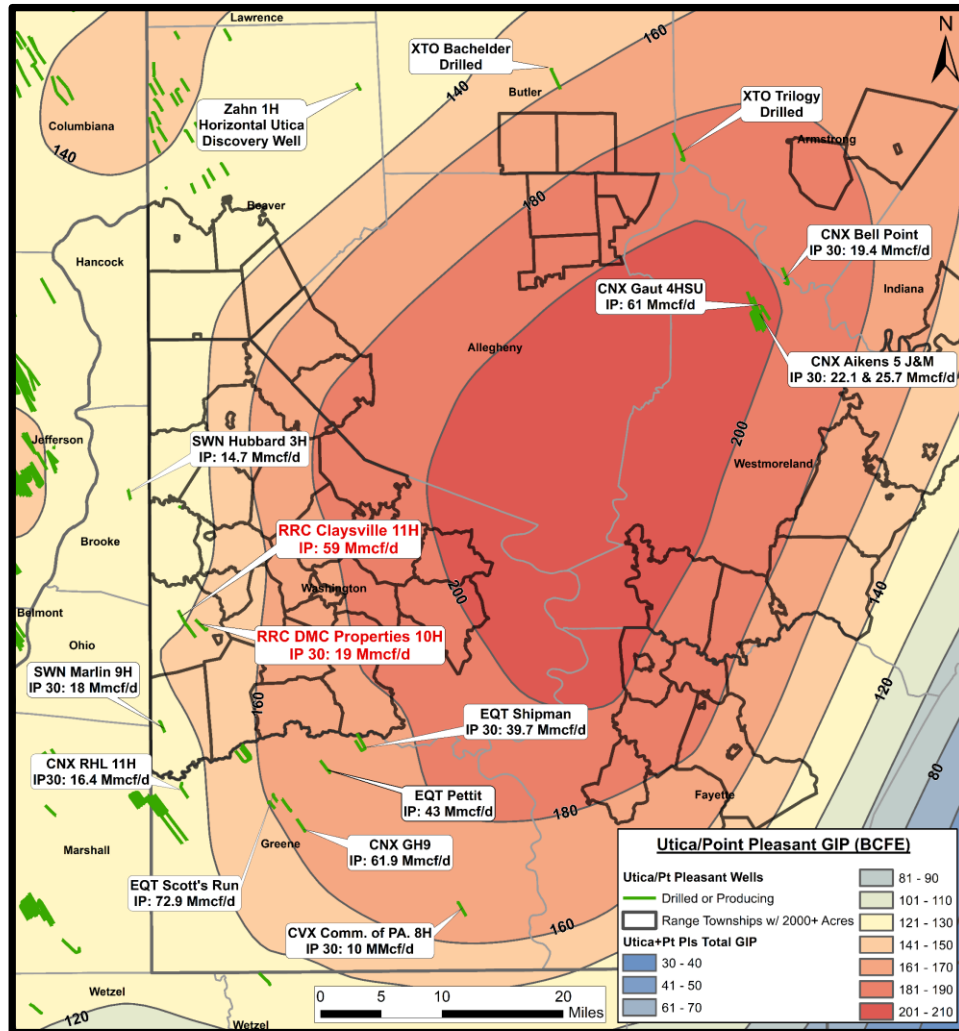 Lawrence
N
XTO Bachelder
Drilled
160
140
Butler
XTO Trilogy
Drilled
Zahn 1H
Horizontal Utica
Discovery Well
Columbiana
140
Armstrong
180
Beaver
CNX Bell Point
IP 30: 19.4 Mmcf/d
Hancock
CNX Gaut 4HSU
IP: 61 Mmcf/d
Indiana
Allegheny
CNX Aikens 5 J&M
IP 30: 22.1 & 25.7 Mmcf/d
200
Jefferson
SWN Hubbard 3H
IP: 14.7 Mmcf/d
Westmoreland
RRC Claysville 11H
IP: 59 Mmcf/d
Brooke
Washington
200
140
Belmont
RRC DMC Properties 10H
IP 30: 19 Mmcf/d
Ohio
SWN Marlin 9H
IP 30: 18 Mmcf/d
160
120
EQT Shipman
IP 30: 39.7 Mmcf/d
CNX RHL 11H
IP30: 16.4 Mmcf/d
80
EQT Pettit
IP: 43 Mmcf/d
Fayette
180
CNX GH9
IP: 61.9 Mmcf/d
Greene
Marshall
EQT Scott's Run
IP: 72.9 Mmcf/d
CVX Comm. of PA. 8H
IP 30: 10 MMcf/d
160
Wetzel
120
Wetzel
0 5 10 20
Miles
Utica/Point Pleasant GIP (BCFE)
Utica/Pt Pleasant Wells
Drilled or Producing
Range Townships w/ 2000+ Acres
Utica+Pt Pls Total GIP
30 - 40
41 - 50
61 - 70
81 - 90
101 - 110
121 - 130
141 - 150
161 - 170
181 - 190
201 - 210